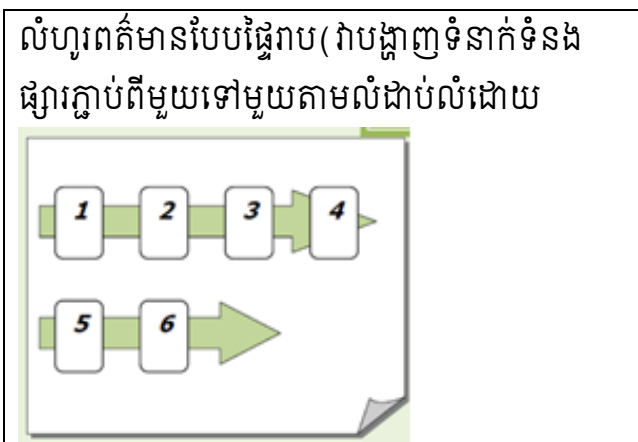 លំហូរពត៌មានបែបផ្ទៃរាប(វាបង្ហាញទំនាក់ទំនង
ផ្សារភ្ជាប់ពីមួយទៅមួយតាមលំដាប់លំដោយ
1 2 3 4
5 6